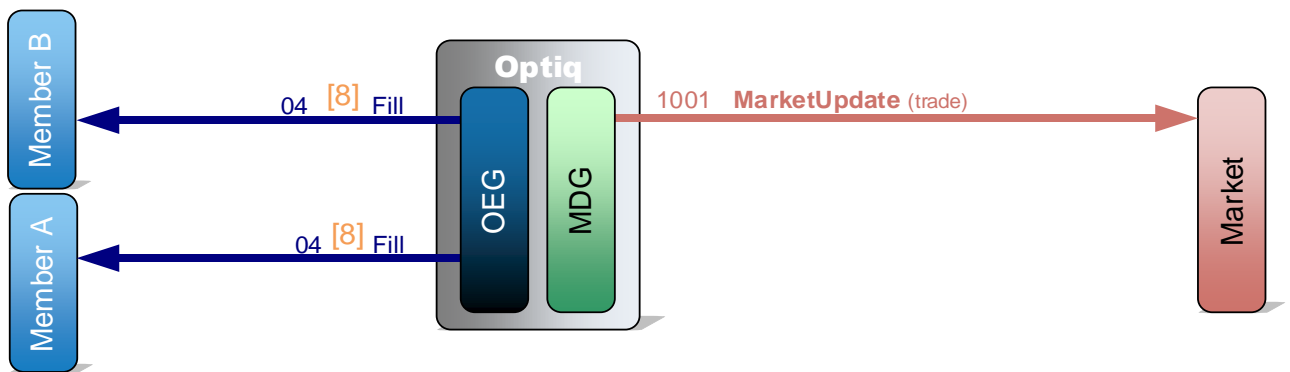 Member B
04 [8] Fill
Optiq
1001 MarketUpdate (trade)
OEG
MDG
Market
Member A
04 [8] Fill